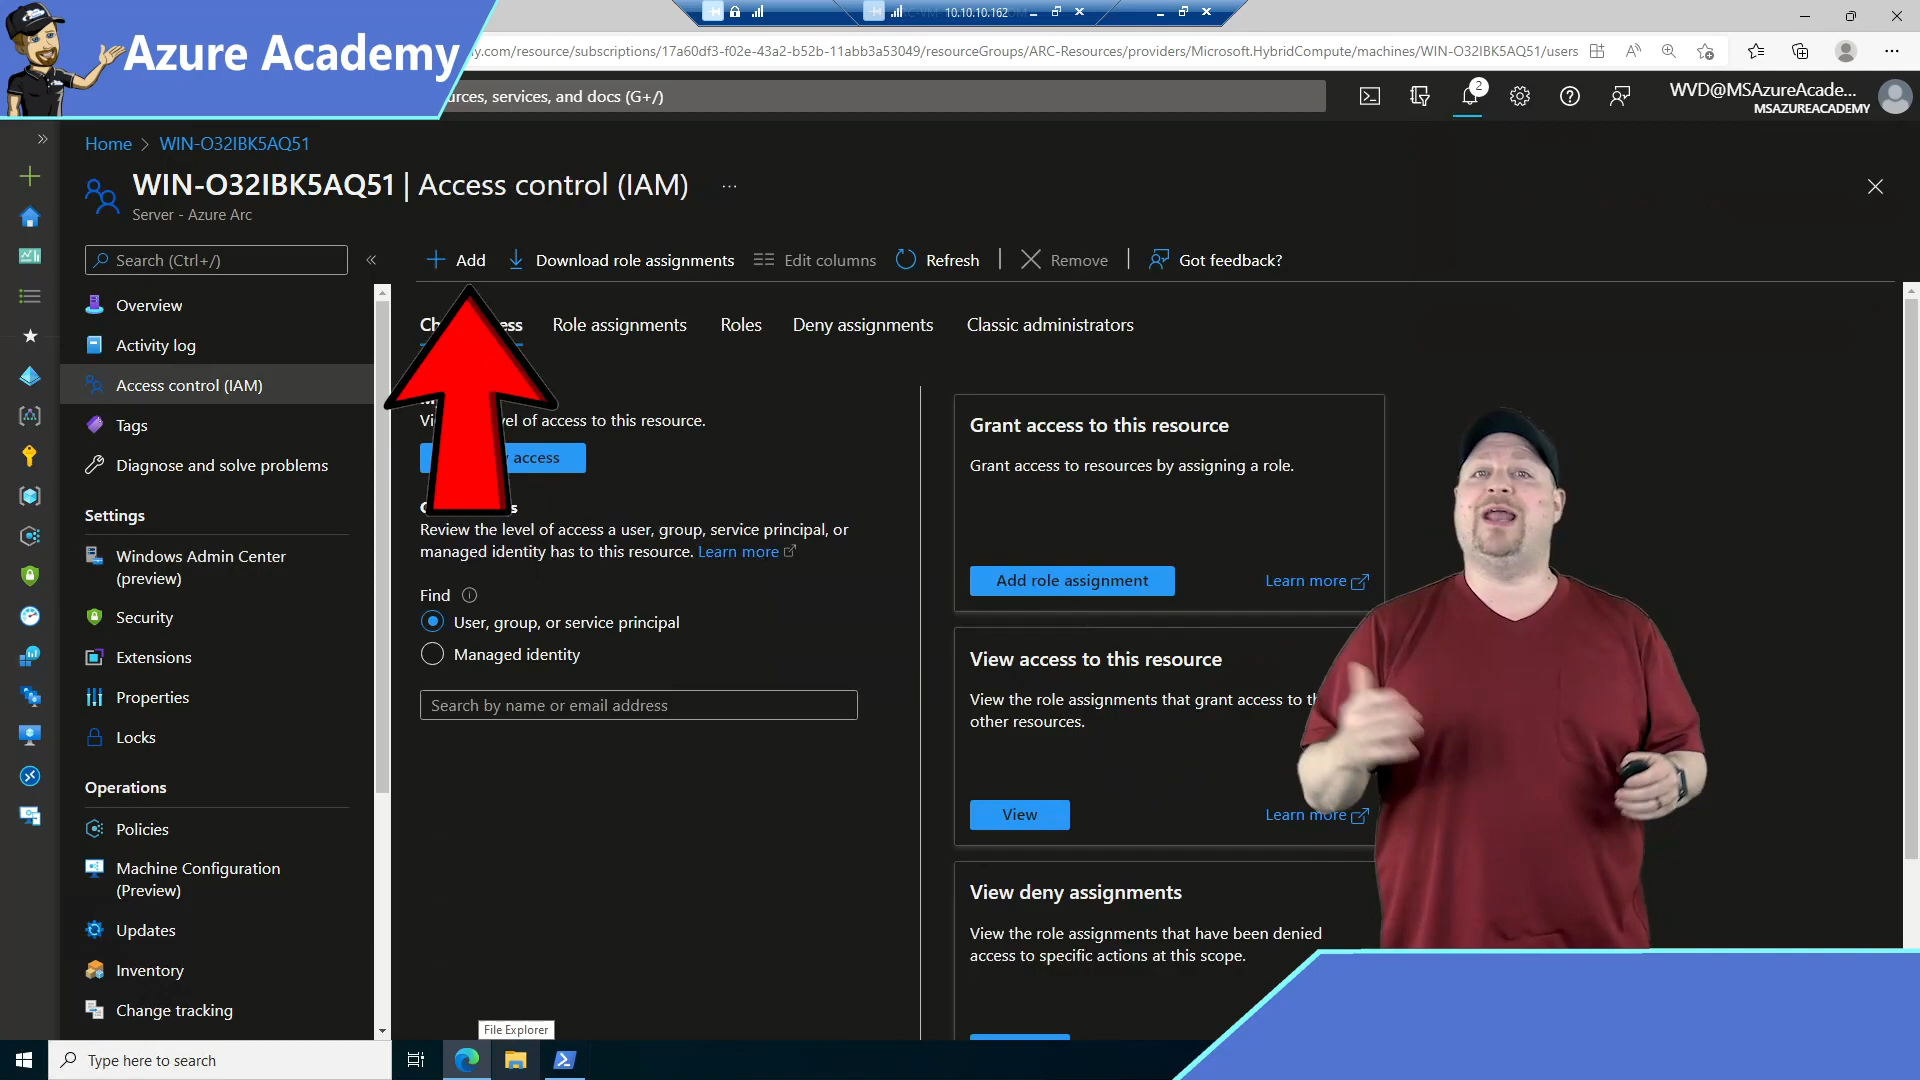 Azure Academy
10.10.10.162
y.com/resource/subscriptions/17a60df3-f02e-43a2-b52b-11abb3a53049/resourceGroups/ARC-Resources/providers/Microsoft.HybridCompute/machines/WIN-O32IBK5AQ51/users
urces, services, and docs (G+/)
2
WVD@MSAzureAcade...
MSAZUREACADEMY
Home > WIN-O32IBK5AQ51
WIN-O32IBK5AQ51 | Access control (IAM) ...
Server - Azure Arc
Search (Ctrl+/)
Add
Download role assignments
Edit columns
Refresh
Remove
Got feedback?
Overview
Activity log
Access control (IAM)
Tags
Diagnose and solve problems
Settings
Windows Admin Center
(preview)
Security
Extensions
Properties
Locks
Operations
Policies
Machine Configuration
(Preview)
Updates
Inventory
Change tracking
Role assignments
Roles
Deny assignments
Classic administrators
of access to this resource.
access
Review the level of access a user, group, service principal, or
managed identity has to this resource. Learn more
Find
User, group, or service principal
Managed identity
Search by name or email address
Grant access to this resource
Grant access to resources by assigning a role.
Add role assignment
Learn more
View access to this resource
View the role assignments that grant access to
other resources.
View
Learn more
View deny assignments
View the role assignments that have been denied
access to specific actions at this scope.
File Explorer
Type here to search